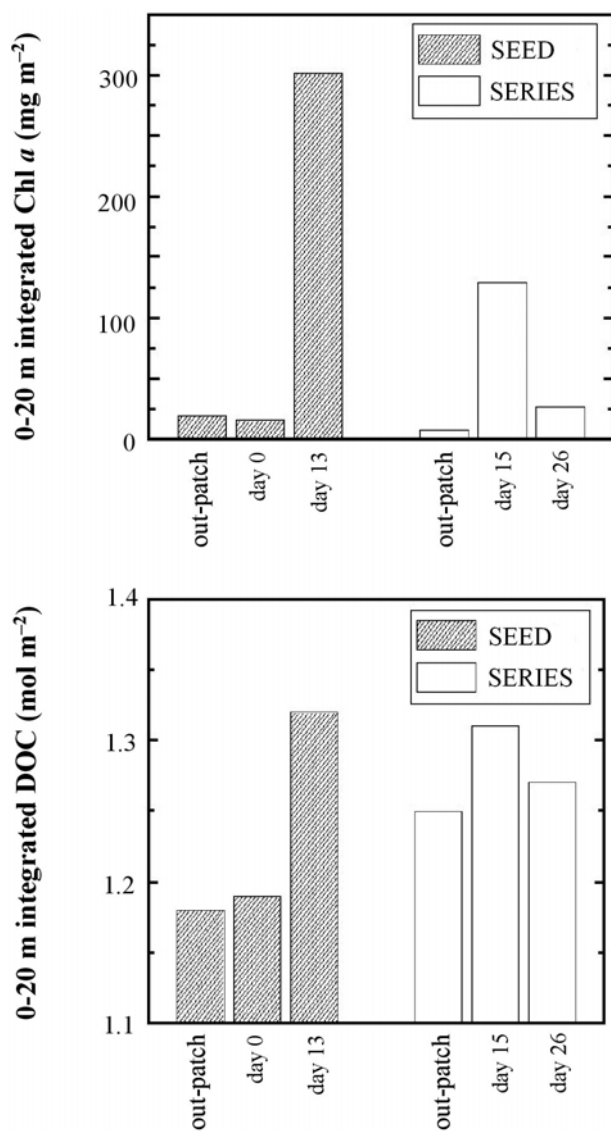 0-20 m integrated Chl a (mg m⁻²)
300
200
100
0
SEED
SERIES
out-patch
day 0
day 13
out-patch
day 15
day 26
0-20 m integrated DOC (mol m⁻²)
1.4
1.3
1.2
1.1
SEED
SERIES
out-patch
day 0
day 13
out-patch
day 15
day 26